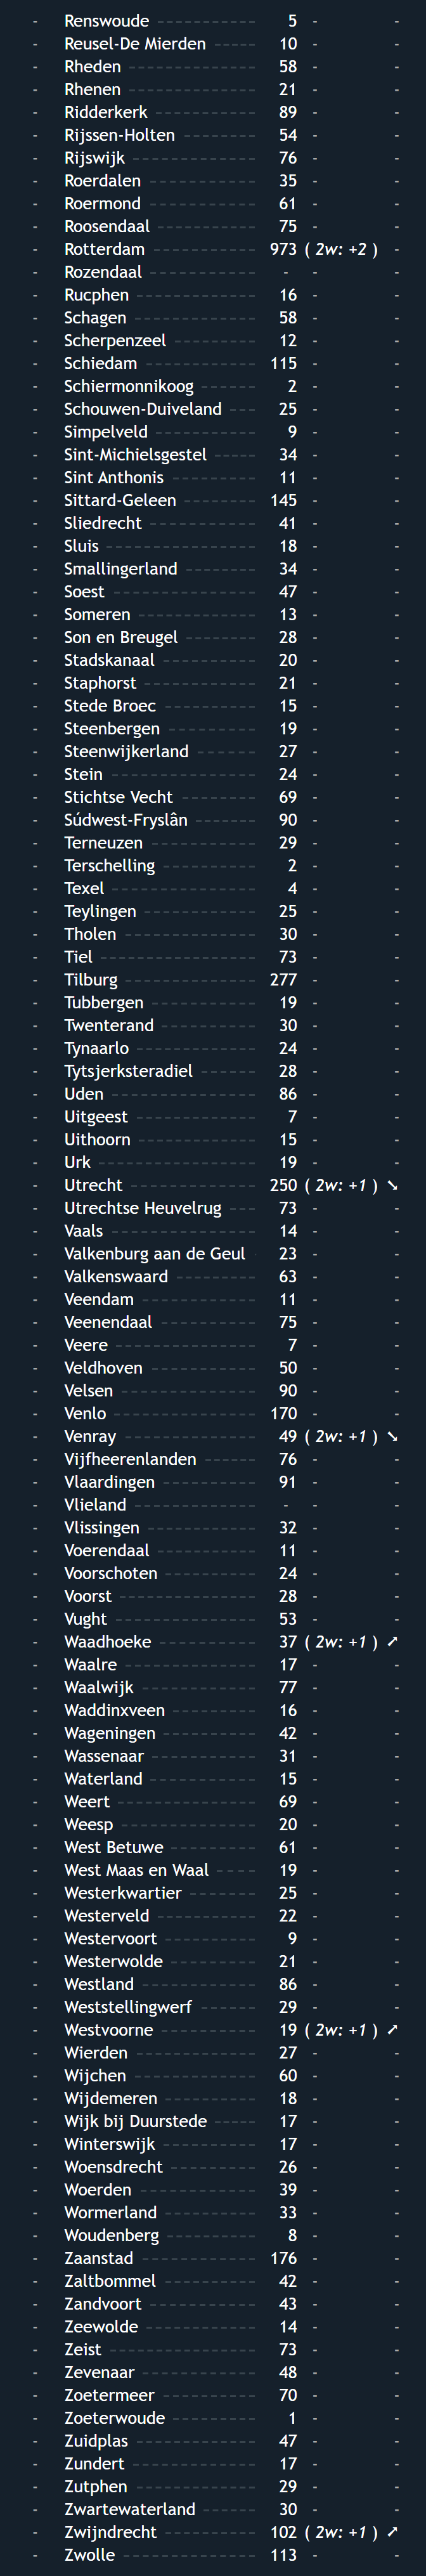 - Renswoude 5 - -
- Reusel-De Mierden 10 - -
- Rheden 58 - -
- Rhenen 21 - -
- Ridderkerk 89 - -
- Rijssen-Holten 54 - -
- Rijswijk 76 - -
- Roerdalen 35 - -
- Roermond 61 - -
- Roosendaal 75 - -
- Rotterdam 973 ( 2w: +2 ) -
- Rozendaal - - -
- Rucphen 16 - -
- Schagen 58 - -
- Scherpenzeel 12 - -
- Schiedam 115 - -
- Schiermonnikoog 2 - -
- Schouwen-Duiveland 25 - -
- Simpelveld 9 - -
- Sint-Michielsgestel 34 - -
- Sint Anthonis 11 - -
- Sittard-Geleen 145 - -
- Sliedrecht 41 - -
- Sluis 18 - -
- Smallingerland 34 - -
- Soest 47 - -
- Someren 13 - -
- Son en Breugel 28 - -
- Stadskanaal 20 - -
- Staphorst 21 - -
- Stede Broec 15 - -
- Steenbergen 19 - -
- Steenwijkerland 27 - -
- Stein 24 - -
- Stichtse Vecht 69 - -
- Súdwest-Fryslân 90 - -
- Terneuzen 29 - -
- Terschelling 2 - -
- Texel 4 - -
- Teylingen 25 - -
- Tholen 30 - -
- Tiel 73 - -
- Tilburg 277 - -
- Tubbergen 19 - -
- Twenterand 30 - -
- Tynaarlo 24 - -
- Tytsjerksteradiel 28 - -
- Uden 86 - -
- Uitgeest 7 - -
- Uithoorn 15 - -
- Urk 19 - -
- Utrecht 250 ( 2w: +1 ) ➘
- Utrechtse Heuvelrug 73 - -
- Vaals 14 - -
- Valkenburg aan de Geul 23 - -
- Valkenswaard 63 - -
- Veendam 11 - -
- Veenendaal 75 - -
- Veere 7 - -
- Veldhoven 50 - -
- Velsen 90 - -
- Venlo 170 - -
- Venray 49 ( 2w: +1 ) ➘
- Vijfheerenlanden 76 - -
- Vlaardingen 91 - -
- Vlieland - - -
- Vlissingen 32 - -
- Voerendaal 11 - -
- Voorschoten 24 - -
- Voorst 28 - -
- Vught 53 - -
- Waadhoeke 37 ( 2w: +1 ) ➚
- Waalre 17 - -
- Waalwijk 77 - -
- Waddinxveen 16 - -
- Wageningen 42 - -
- Wassenaar 31 - -
- Waterland 15 - -
- Weert 69 - -
- Weesp 20 - -
- West Betuwe 61 - -
- West Maas en Waal 19 - -
- Westerkwartier 25 - -
- Westerveld 22 - -
- Westervoort 9 - -
- Westerwolde 21 - -
- Westland 86 - -
- Weststellingwerf 29 - -
- Westvoorne 19 ( 2w: +1 ) ➚
- Wierden 27 - -
- Wijchen 60 - -
- Wijdemeren 18 - -
- Wijk bij Duurstede 17 - -
- Winterswijk 17 - -
- Woensdrecht 26 - -
- Woerden 39 - -
- Wormerland 33 - -
- Woudenberg 8 - -
- Zaanstad 176 - -
- Zaltbommel 42 - -
- Zandvoort 43 - -
- Zeewolde 14 - -
- Zeist 73 - -
- Zevenaar 48 - -
- Zoetermeer 70 - -
- Zoeterwoude 1 - -
- Zuidplas 47 - -
- Zundert 17 - -
- Zutphen 29 - -
- Zwartewaterland 30 - -
- Zwijndrecht 102 ( 2w: +1 ) ➚
- Zwolle 113 - -